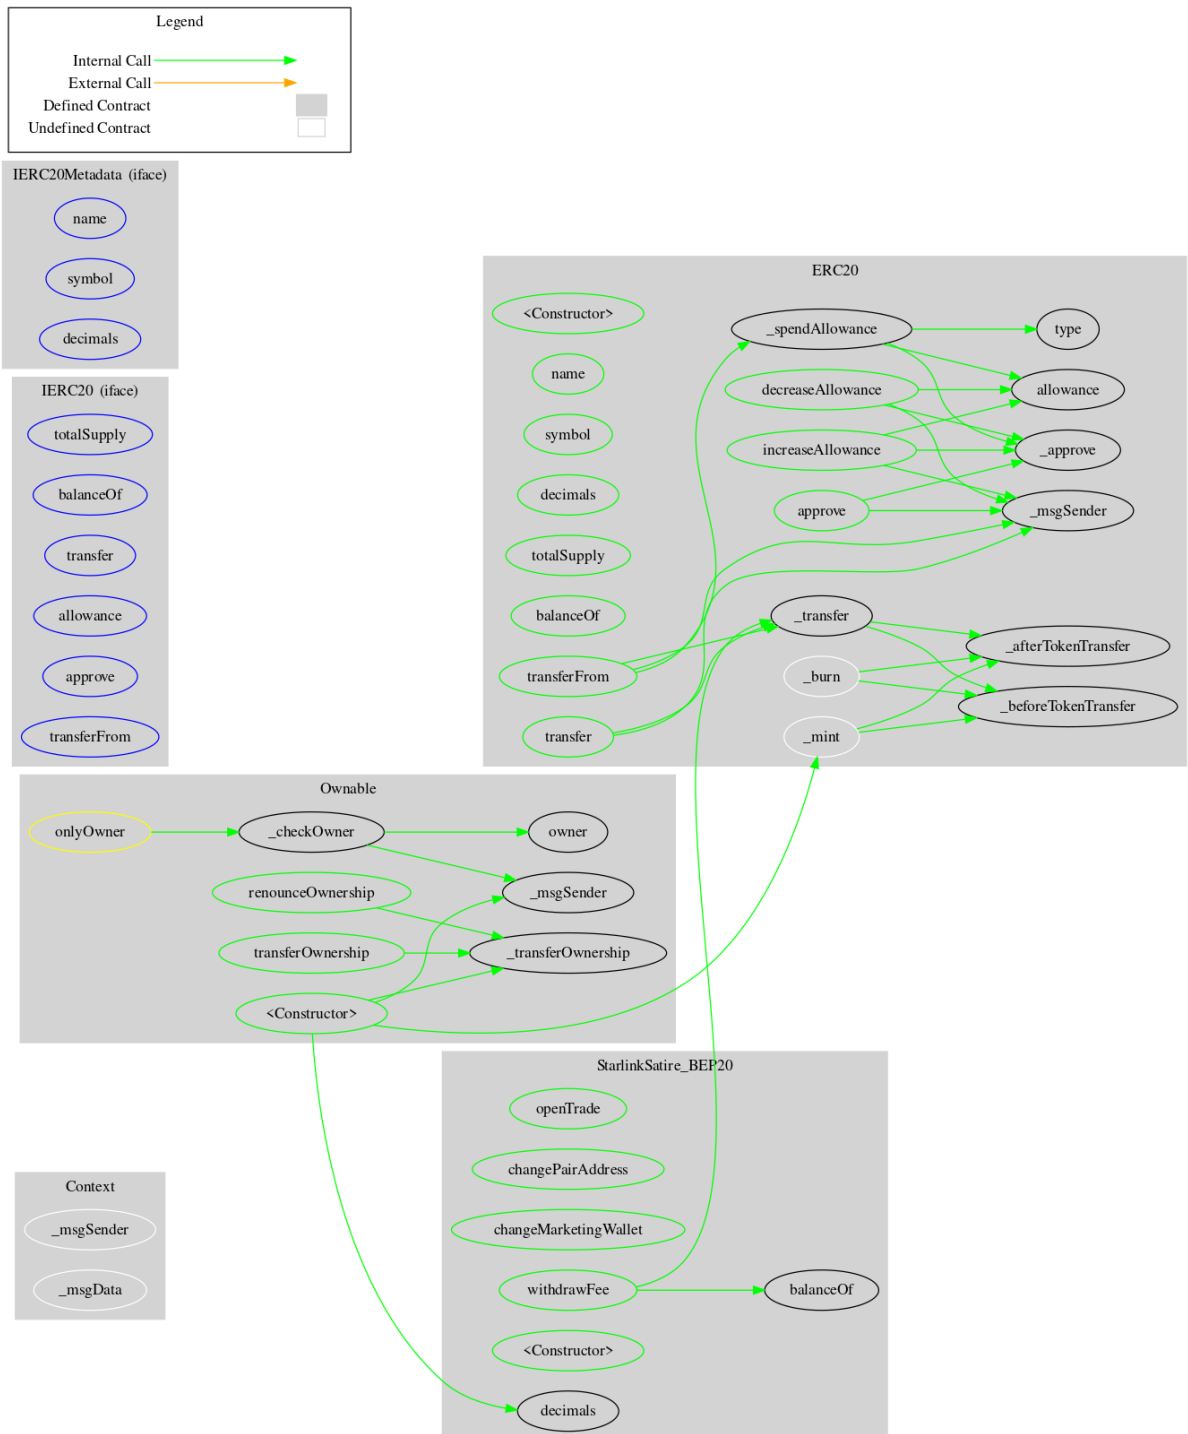 Legend
Internal Call
External Call
Defined Contract
Undefined Contract
IERC20Metadata (iface)
name
symbol
decimals
IERC20 (iface)
totalSupply
balanceOf
transfer
allowance
approve
transferFrom
ERC20
<Constructor>
name
symbol
decimals
totalSupply
balanceOf
transferFrom
transfer
_spendAllowance
decreaseAllowance
increaseAllowance
approve
_transfer
_burn
_mint
type
allowance
_approve
_msgSender
_afterTokenTransfer
_beforeTokenTransfer
Ownable
onlyOwner
_checkOwner
renounceOwnership
transferOwnership
<Constructor>
owner
_msgSender
_transferOwnership
StarlinkSatire_BEP20
openTrade
changePairAddress
changeMarketingWallet
withdrawFee
<Constructor>
decimals
balanceOf
Context
_msgSender
_msgData